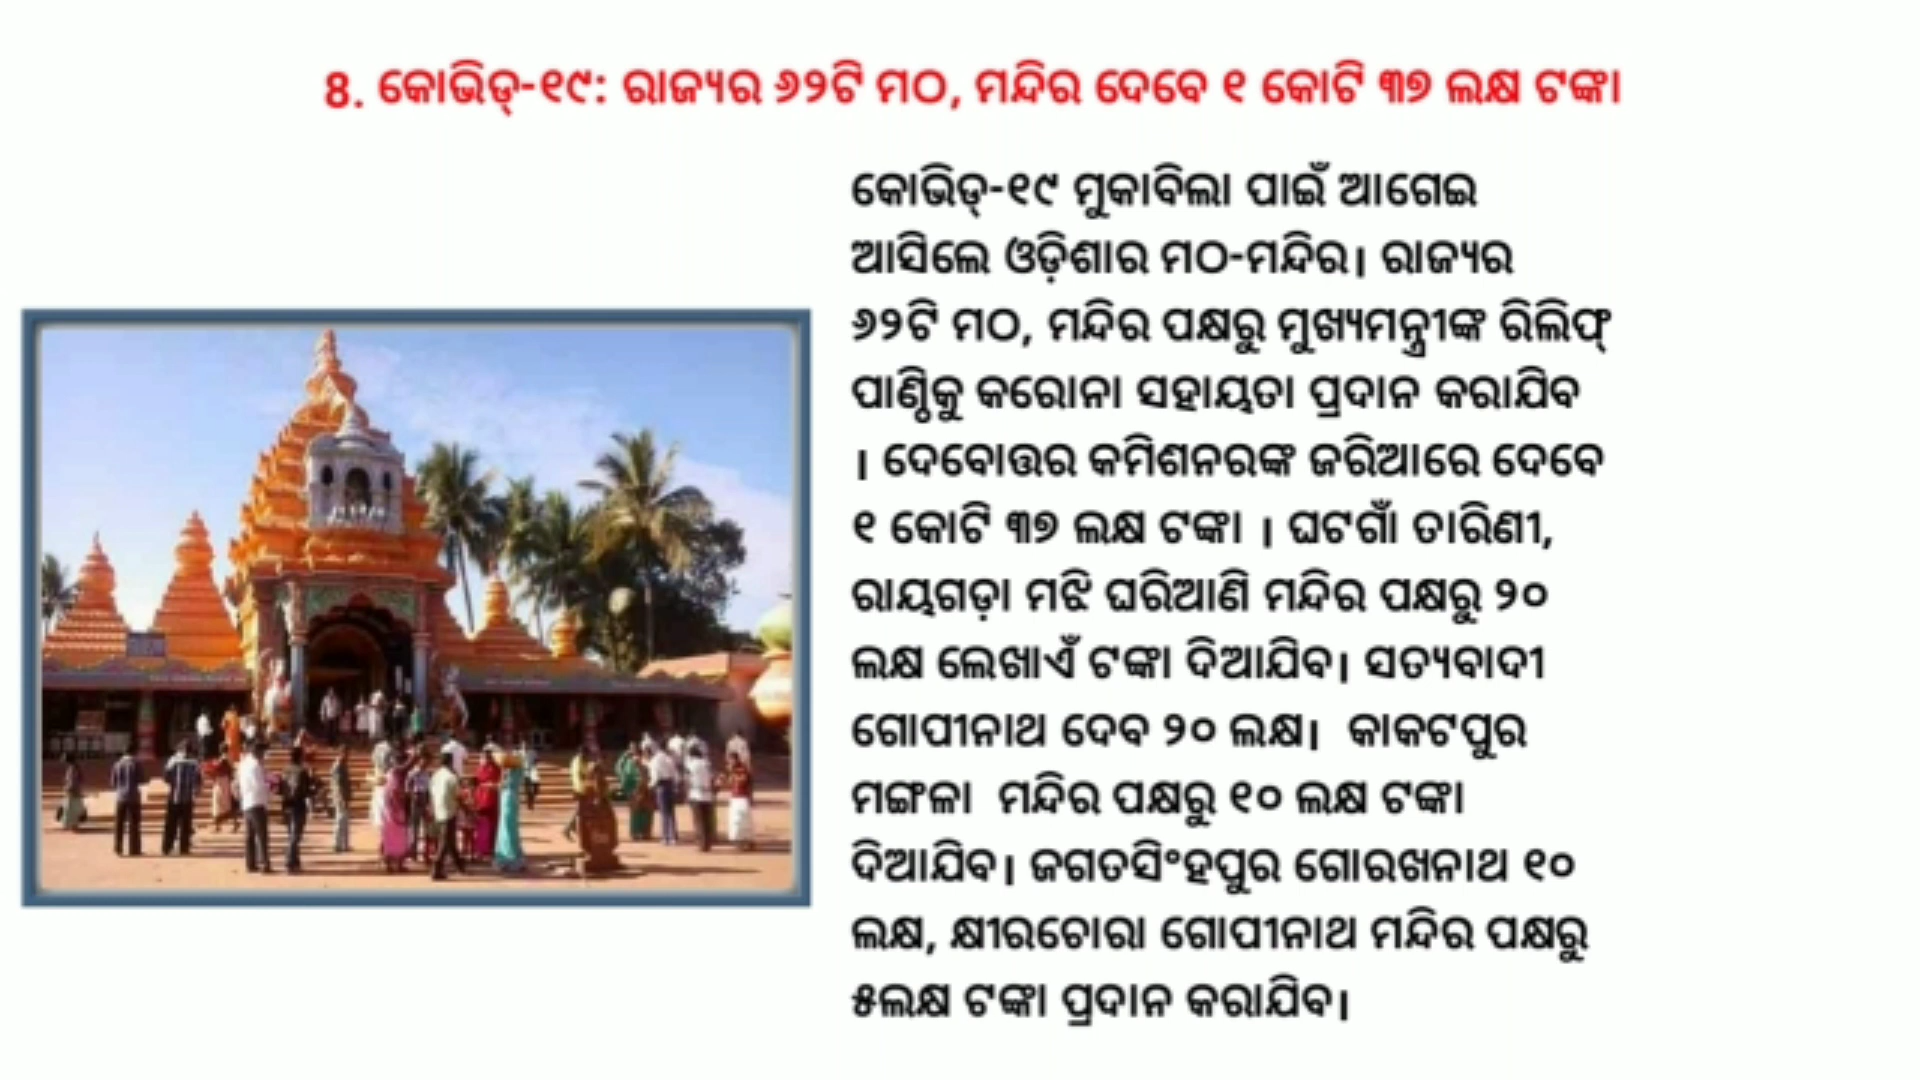 ୫. କୋଭିଡ୍-୧୯: ରାଜ୍ୟର ୬୨ଟି ମଠ, ମନ୍ଦିର ଦେବେ ୧ କୋଟି ୩୭ ଲକ୍ଷ ଟଙ୍କା
କୋଭିଡ୍-୧୯ ମୁକାବିଲା ପାଇଁ ଆଗେଇ
ଆସିଲେ ଓଡ଼ିଶାର ମଠ-ମନ୍ଦିର। ରାଜ୍ୟର
୬୨ଟି ମଠ, ମନ୍ଦିର ପକ୍ଷରୁ ମୁଖ୍ୟମନ୍ତ୍ରୀଙ୍କ ରିଲିଫ୍
ପାଣ୍ଠିକୁ କରୋନା ସହାୟତା ପ୍ରଦାନ କରାଯିବ
। ଦେବୋତ୍ତର କମିଶନରଙ୍କ ଜରିଆରେ ଦେବେ
୧ କୋଟି ୩୭ ଲକ୍ଷ ଟଙ୍କା । ଘଟଗାଁ ତାରିଣୀ,
ରାୟଗଡ଼ା ମଝି ଘରିଆଣି ମନ୍ଦିର ପକ୍ଷରୁ ୨୦
ଲକ୍ଷ ଲେଖାଏଁ ଟଙ୍କା ଦିଆଯିବ। ସତ୍ୟବାଦୀ
ଗୋପୀନାଥ ଦେବ ୨୦ ଲକ୍ଷ। କାକଟପୁର
ମଙ୍ଗଳା ମନ୍ଦିର ପକ୍ଷରୁ ୧୦ ଲକ୍ଷ ଟଙ୍କା
ଦିଆଯିବ। ଜଗତସିଂହପୁର ଗୋରଖନାଥ ୧୦
ଲକ୍ଷ, କ୍ଷୀରଚୋରା ଗୋପୀନାଥ ମନ୍ଦିର ପକ୍ଷରୁ
୫ଲକ୍ଷ ଟଙ୍କା ପ୍ରଦାନ କରାଯିବ।